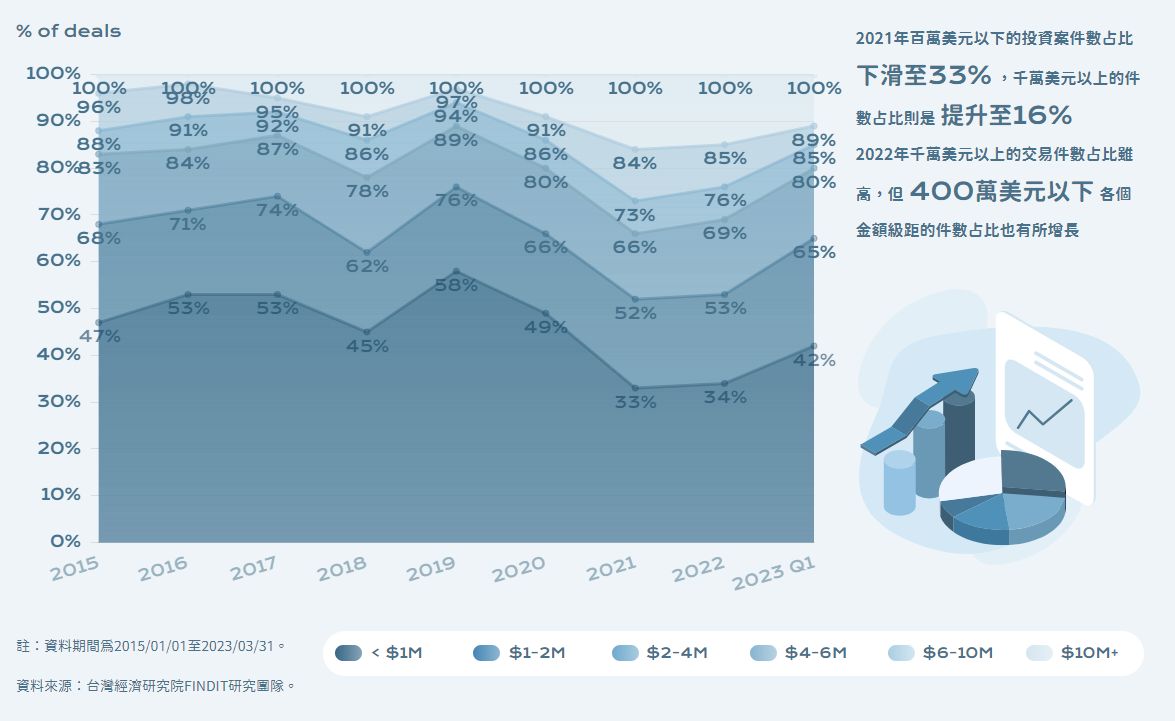 % of deals
2021年百萬美元以下的投資案件數占比
下滑至33%，千萬美元以上的件
數占比則是 提升至16%
2022年千萬美元以上的交易件數占比雖
高，但 400萬美元以下 各個
金額級距的件數占比也有所增長
100%
90%
80%
70%
60%
50%
40%
30%
20%
10%
0%
100% 100% 100% 100% 100% 100% 100% 100% 100%
96% 98% 95% 91% 97% 91% 84% 85% 89%
88% 91% 92% 86% 94% 86% 73% 76% 85%
83% 84% 87% 78% 89% 80% 66% 69% 80%
68% 71% 74% 62% 76% 66% 52% 53% 65%
47% 53% 53% 45% 58% 49% 33% 34% 42%
2015 2016 2017 2018 2019 2020 2021 2022 2023 Q1
註：資料期間為2015/01/01至2023/03/31。
< $1M $1-2M $2-4M $4-6M $6-10M $10M+
資料來源：台灣經濟研究院FINDIT研究團隊。